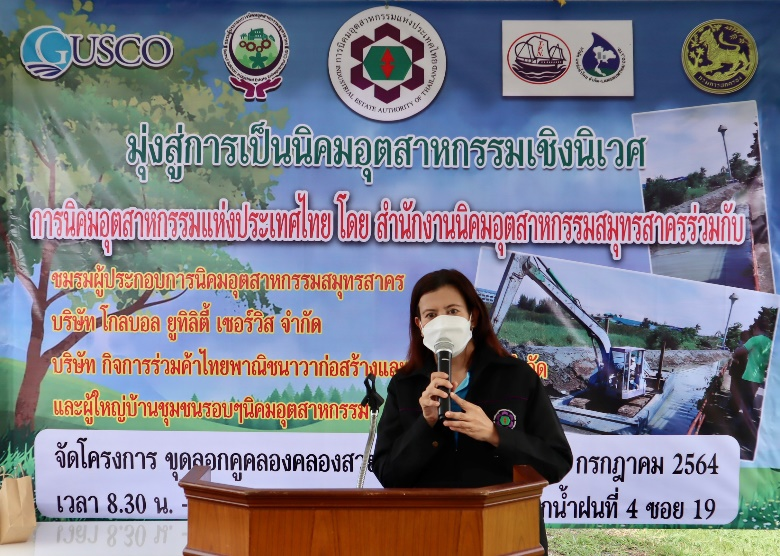 GUSCO
การนิคมอุตสาหกรรมแห่งประเทศไทย
INDUSTRIAL ESTATE AUTHORITY OF THAILAND
มุ่งสู่การเป็นนิคมอุตสาหกรรมเชิงนิเวศ
การนิคมอุตสาหกรรมแห่งประเทศไทย โดย สำนักงานนิคมอุตสาหกรรมสมุทรสาครร่วมกับ
ชมรมผู้ประกอบการนิคมอุตสาหกรรมสมุทรสาคร
บริษัท โกลบอล ยูทิลิตี้ เซอร์วิส จำกัด
บริษัท กิจการร่วมค้าไทยพาณิชนาวาก่อสร้างและ
และผู้ใหญ่บ้านชุมชนรอบๆนิคมอุตสาหกรรม
จัดโครงการ ขุดลอกคูคลองคลองสาย กรกฎาคม 2564
เวลา 8.30 น. - กน้ำฝนที่ 4 ซอย 19